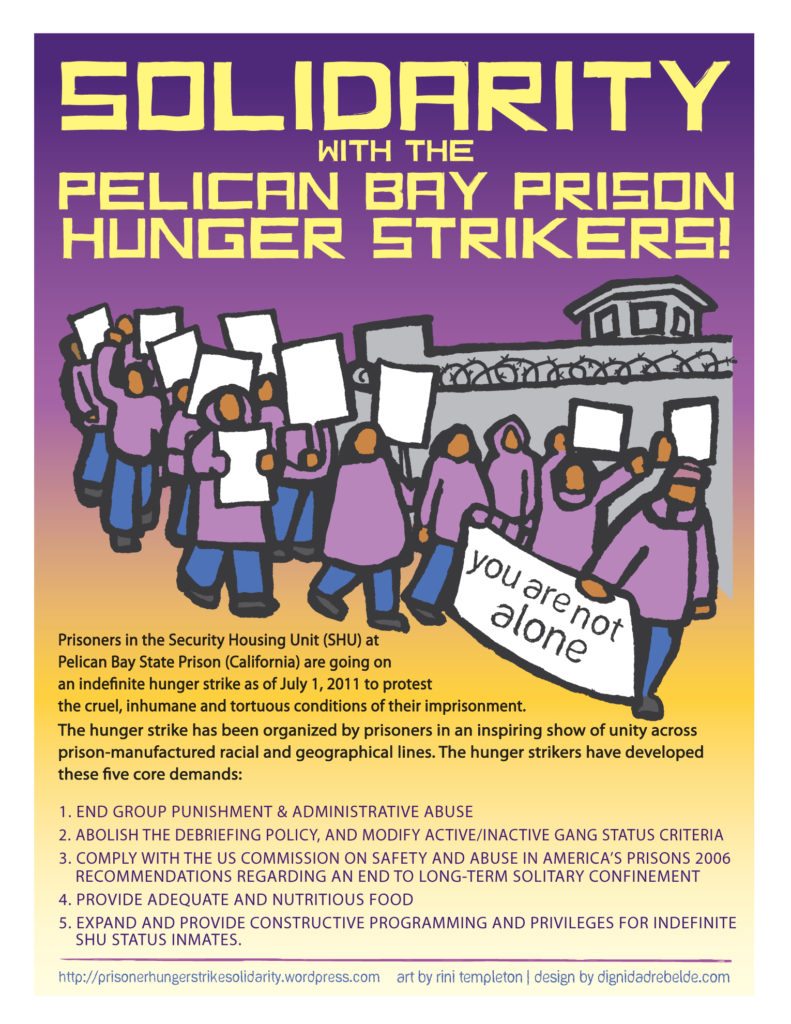 SOLIDARITY
WITH THE
PELICAN BAY PRISON
HUNGER STRIKERS!
you are not
alone
Prisoners in the Security Housing Unit (SHU) at
Pelican Bay State Prison (California) are going on
an indefinite hunger strike as of July 1, 2011 to protest
the cruel, inhumane and tortuous conditions of their imprisonment.
The hunger strike has been organized by prisoners in an inspiring show of unity across
prison-manufactured racial and geographical lines. The hunger strikers have developed
these five core demands:
1. END GROUP PUNISHMENT & ADMINISTRATIVE ABUSE
2. ABOLISH THE DEBRIEFING POLICY, AND MODIFY ACTIVE/INACTIVE GANG STATUS CRITERIA
3. COMPLY WITH THE US COMMISSION ON SAFETY AND ABUSE IN AMERICA'S PRISONS 2006
RECOMMENDATIONS REGARDING AN END TO LONG-TERM SOLITARY CONFINEMENT
4. PROVIDE ADEQUATE AND NUTRITIOUS FOOD
5. EXPAND AND PROVIDE CONSTRUCTIVE PROGRAMMING AND PRIVILEGES FOR INDEFINITE
SHU STATUS INMATES.
http://prisonerhungerstrikesolidarity.wordpress.com art by rini templeton | design by dignidadrebelde.com